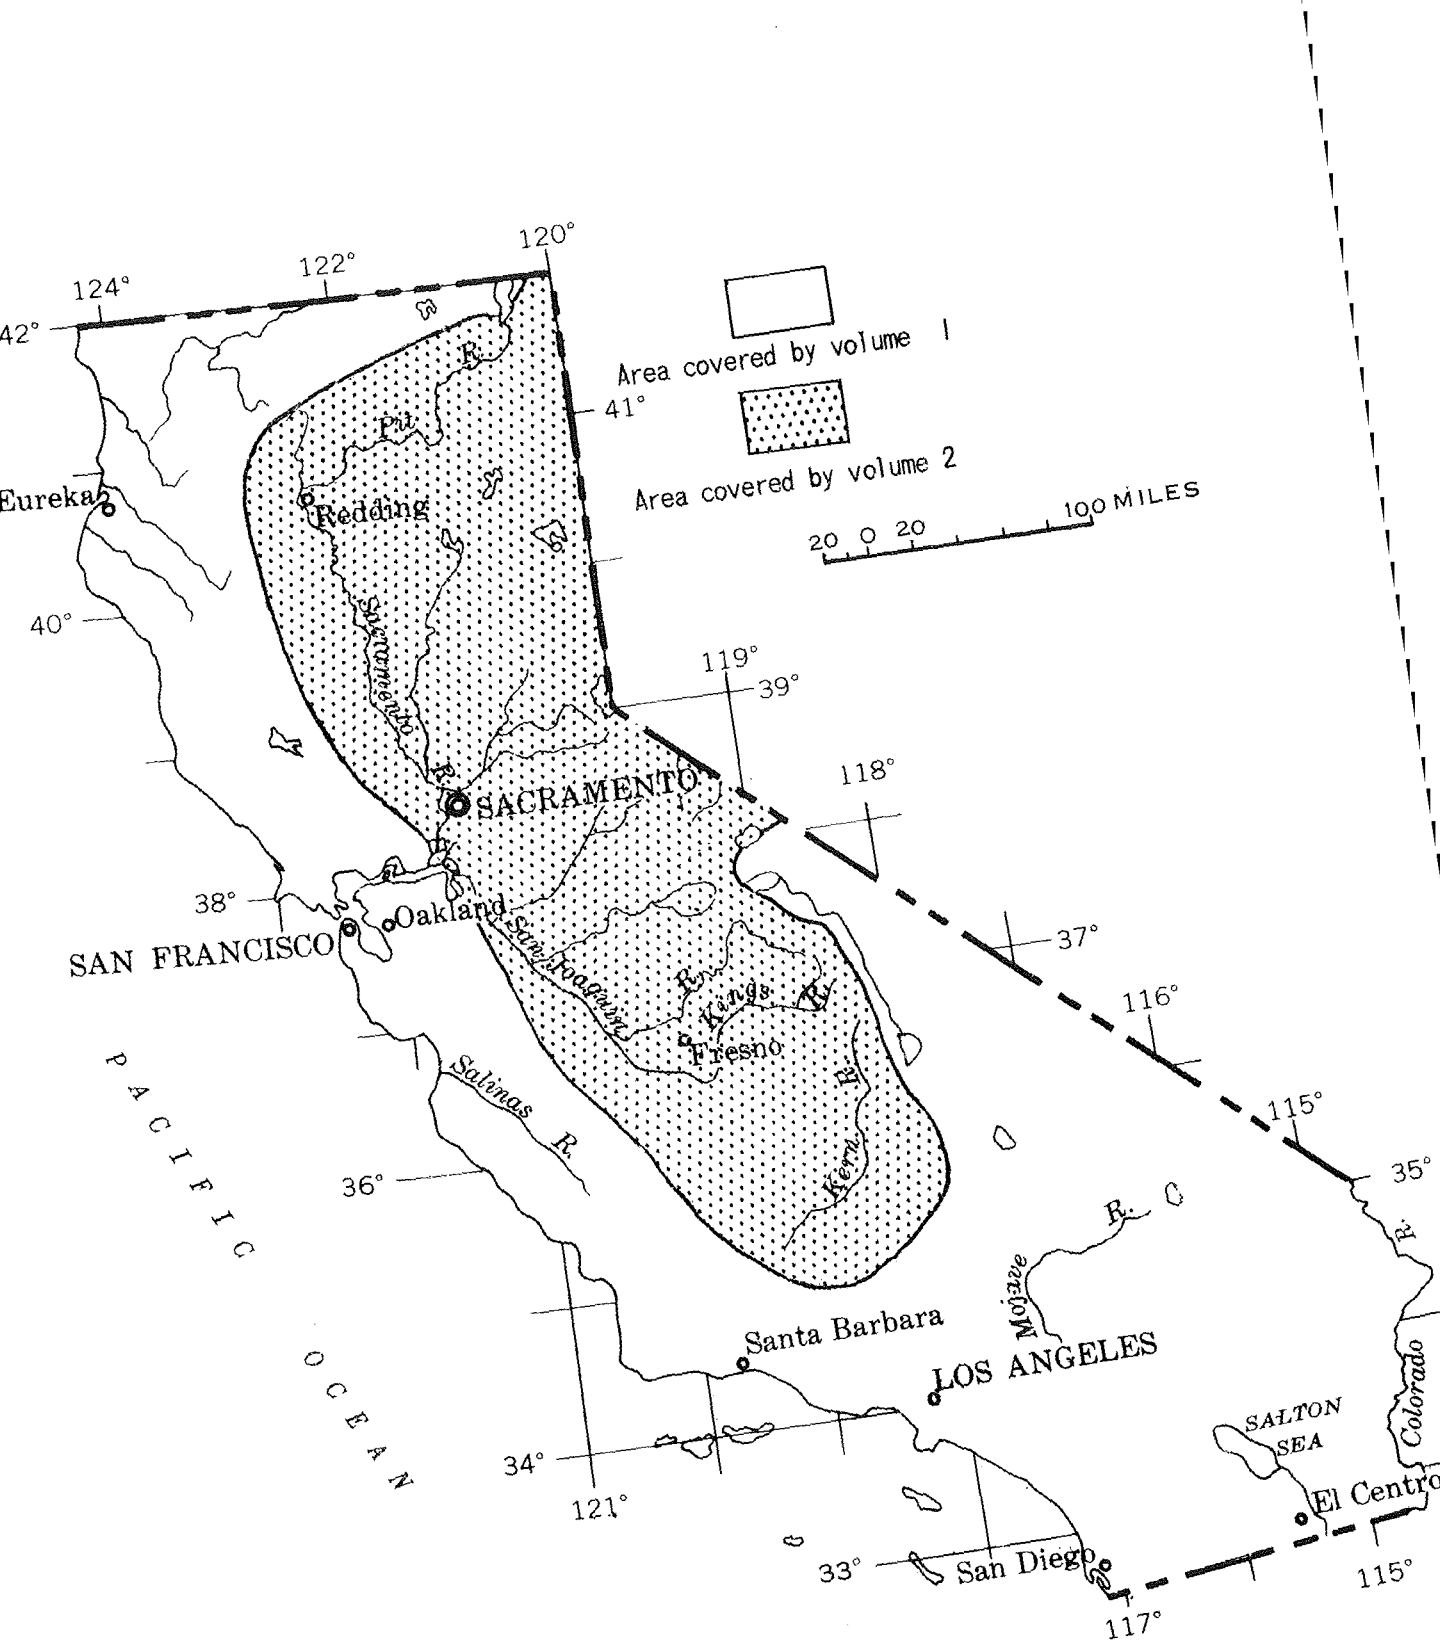 120°
122°
124°
42°
Area covered by volume 1
41°
R.
Pit
Area covered by volume 2
Eureka
Redding
20 0 20 100 MILES
40°
Sacramento
R.
119°
39°
118°
SACRAMENTO
38°
Oakland
SAN FRANCISCO
San Joaquin
R.
37°
Kings
R.
116°
Fresno
PACIFIC
Salinas
R.
R.
Kern
115°
35°
36°
R.
R.
Mojave
Santa Barbara
LOS ANGELES
OCEAN
Colorado
SALTON
SEA
34°
121°
El Centro
33°
San Diego
115°
117°